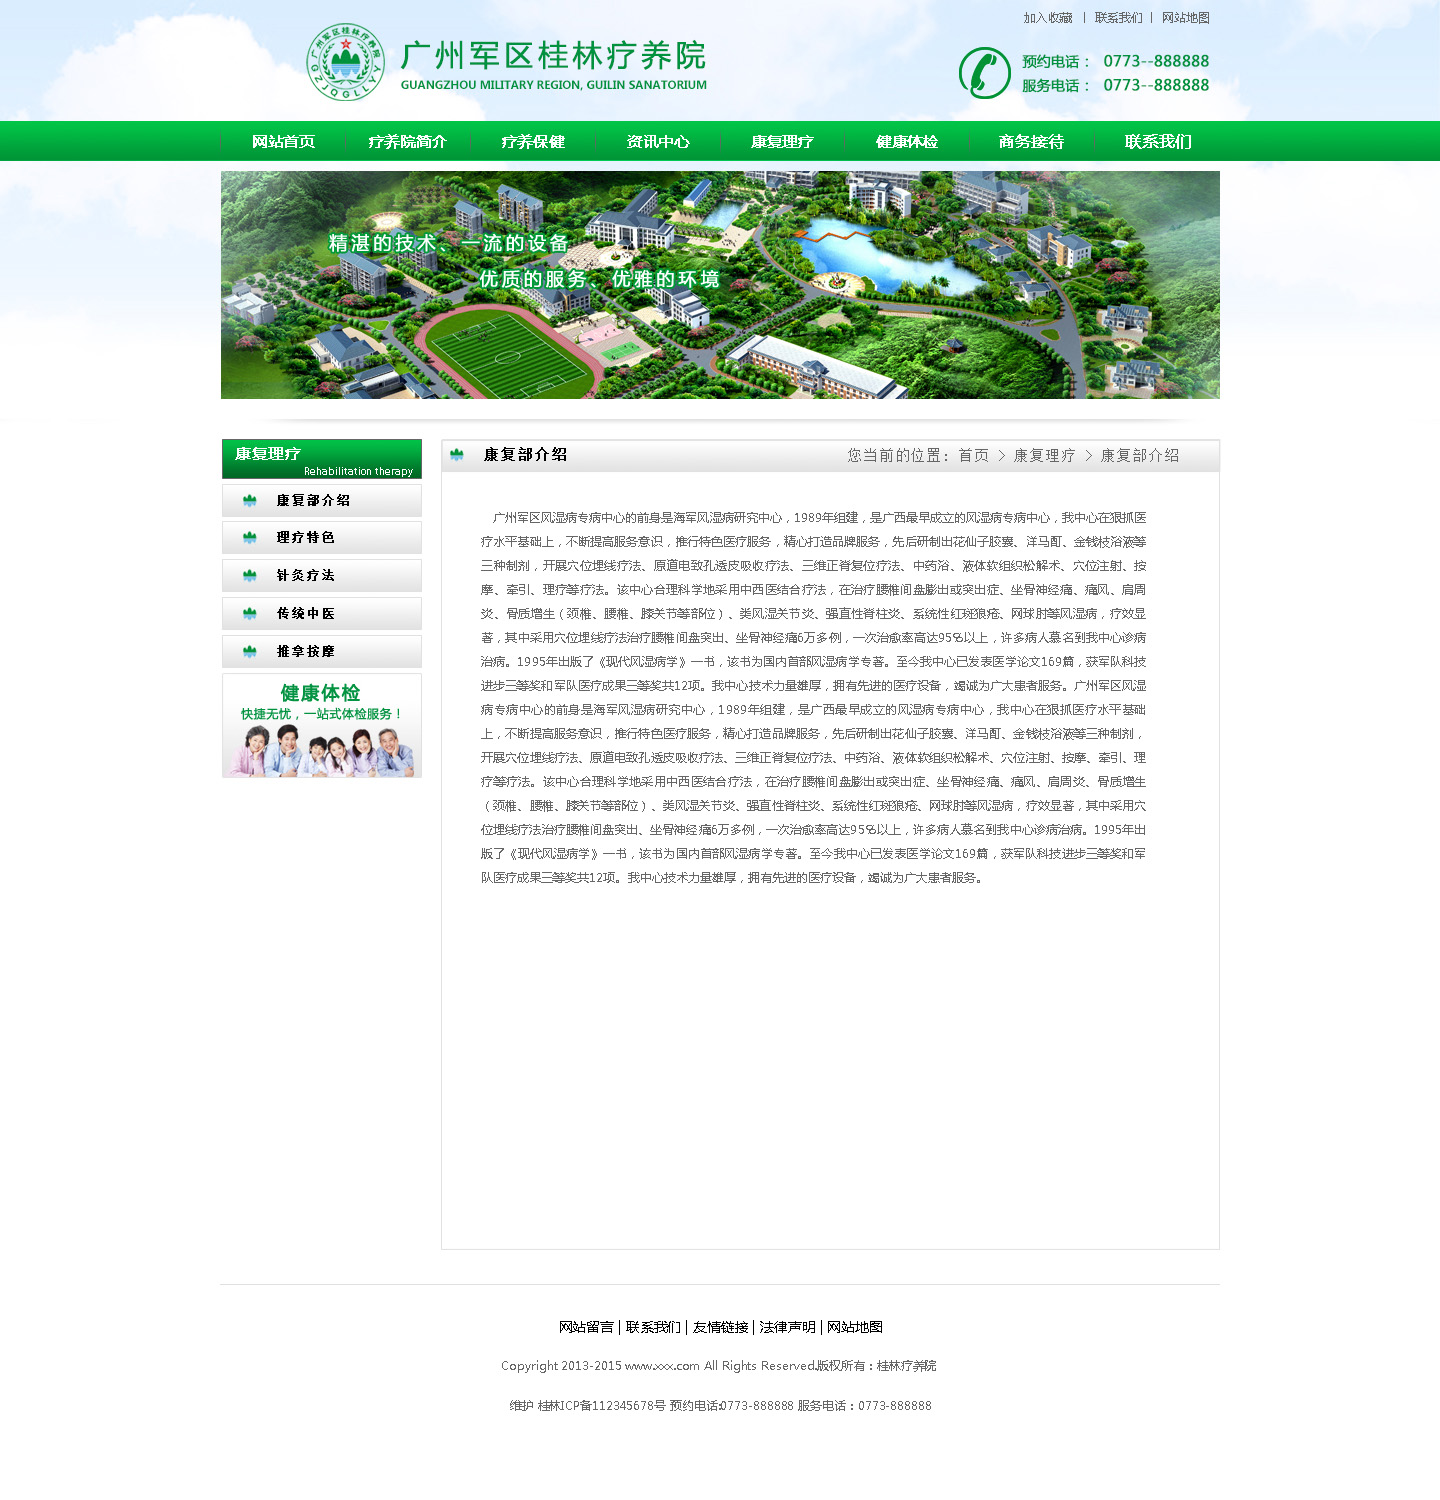 加入收藏 | 联系我们 | 网站地图
广州军区桂林疗养院
GUANGZHOU MILITARY REGION, GUILIN SANATORIUM
预约电话： 0773--888888
服务电话： 0773--888888
网站首页 疗养院简介 疗养保健 资讯中心 康复理疗 健康体检 商务接待 联系我们
精湛的技术、一流的设备
优质的服务、优雅的环境
康复理疗
Rehabilitation therapy
康复部介绍
理疗特色
针灸疗法
传统中医
推拿按摩
健康体检
快捷无忧，一站式体检服务！
康复部介绍
您当前的位置：首页 > 康复理疗 > 康复部介绍
广州军区风湿病专病中心的前身是海军风湿病研究中心，1989年组建，是广西最早成立的风湿病专病中心，我中心在狠抓医
疗水平基础上，不断提高服务意识，推行特色医疗服务，精心打造品牌服务，先后研制出花仙子胶囊、洋马酊、金钱枝浴液等
三种制剂，开展穴位埋线疗法、原道电致孔透皮吸收疗法、三维正脊复位疗法、中药浴、液体软组织松解术、穴位注射、按
摩、牵引、理疗等疗法。该中心合理科学地采用中西医结合疗法，在治疗腰椎间盘膨出或突出症、坐骨神经痛、痛风、肩周
炎、骨质增生（颈椎、腰椎、膝关节等部位）、类风湿关节炎、强直性脊柱炎、系统性红斑狼疮、网球肘等风湿病，疗效显
著，其中采用穴位埋线疗法治疗腰椎间盘突出、坐骨神经痛6万多例，一次治愈率高达95%以上，许多病人慕名到我中心诊病
治病。1995年出版了《现代风湿病学》一书，该书为国内首部风湿病学专著。至今我中心已发表医学论文169篇，获军队科技
进步三等奖和军队医疗成果三等奖共12项。我中心技术力量雄厚，拥有先进的医疗设备，竭诚为广大患者服务。广州军区风湿
病专病中心的前身是海军风湿病研究中心，1989年组建，是广西最早成立的风湿病专病中心，我中心在狠抓医疗水平基础
上，不断提高服务意识，推行特色医疗服务，精心打造品牌服务，先后研制出花仙子胶囊、洋马酊、金钱枝浴液等三种制剂，
开展穴位埋线疗法、原道电致孔透皮吸收疗法、三维正脊复位疗法、中药浴、液体软组织松解术、穴位注射、按摩、牵引、理
疗等疗法。该中心合理科学地采用中西医结合疗法，在治疗腰椎间盘膨出或突出症、坐骨神经痛、痛风、肩周炎、骨质增生
（颈椎、腰椎、膝关节等部位）、类风湿关节炎、强直性脊柱炎、系统性红斑狼疮、网球肘等风湿病，疗效显著，其中采用穴
位埋线疗法治疗腰椎间盘突出、坐骨神经痛6万多例，一次治愈率高达95%以上，许多病人慕名到我中心诊病治病。1995年出
版了《现代风湿病学》一书，该书为国内首部风湿病学专著。至今我中心已发表医学论文169篇，获军队科技进步三等奖和军
队医疗成果三等奖共12项。我中心技术力量雄厚，拥有先进的医疗设备，竭诚为广大患者服务。
网站留言 | 联系我们 | 友情链接 | 法律声明 | 网站地图
Copyright 2013-2015 www.xxx.com All Rights Reserved.版权所有：桂林疗养院
维护 桂林ICP备112345678号 预约电话:0773-888888 服务电话：0773-888888